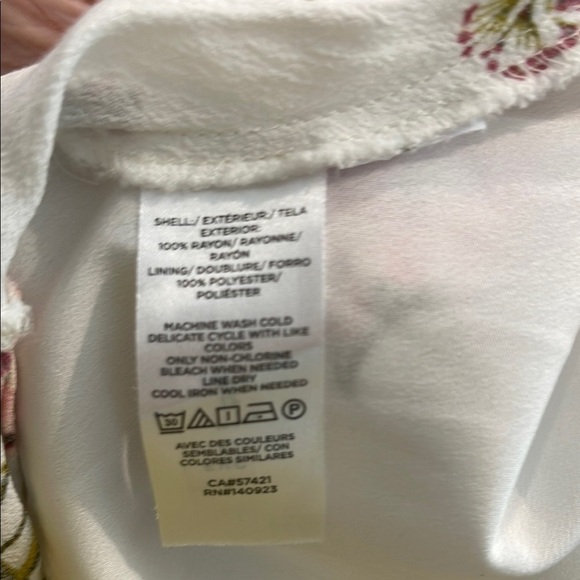 SHELL:/ EXTÉRIEUR:/ TELA
EXTERIOR:
100% RAYON/ RAYONNE/
RAYÓN
LINING/ DOUBLURE/ FORRO
100% POLYESTER/
POLIÉSTER
MACHINE WASH COLD
DELICATE CYCLE WITH LIKE
COLORS
ONLY NON-CHLORINE
BLEACH WHEN NEEDED
LINE DRY
COOL IRON WHEN NEEDED
30 P
AVEC DES COULEURS
SEMBLABLES/ CON
COLORES SIMILARES
CA#57421
RN#140923